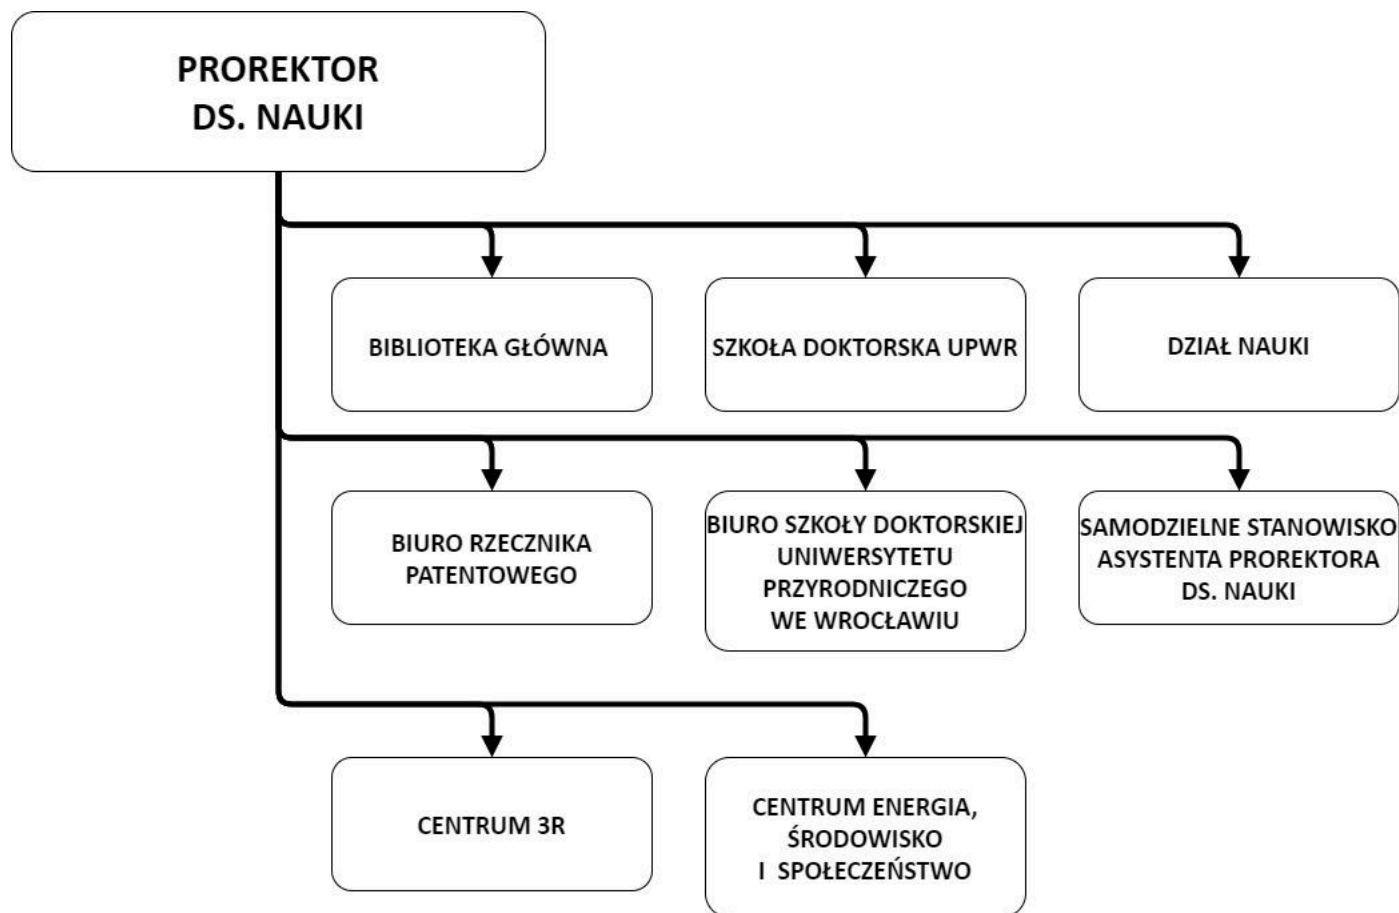 PROREKTOR
DS. NAUKI
BIBLIOTEKA GŁÓWNA
SZKOŁA DOKTORSKA UPWR
DZIAŁ NAUKI
BIURO RZECZNIKA
PATENTOWEGO
BIURO SZKOŁY DOKTORSKIEJ
UNIWERSYTETU
PRZYRODNICZEGO
WE WROCŁAWIU
SAMODZIELNE STANOWISKO
ASYSTENTA PROREKTORA
DS. NAUKI
CENTRUM 3R
CENTRUM ENERGIA,
ŚRODOWISKO
I SPOŁECZEŃSTWO